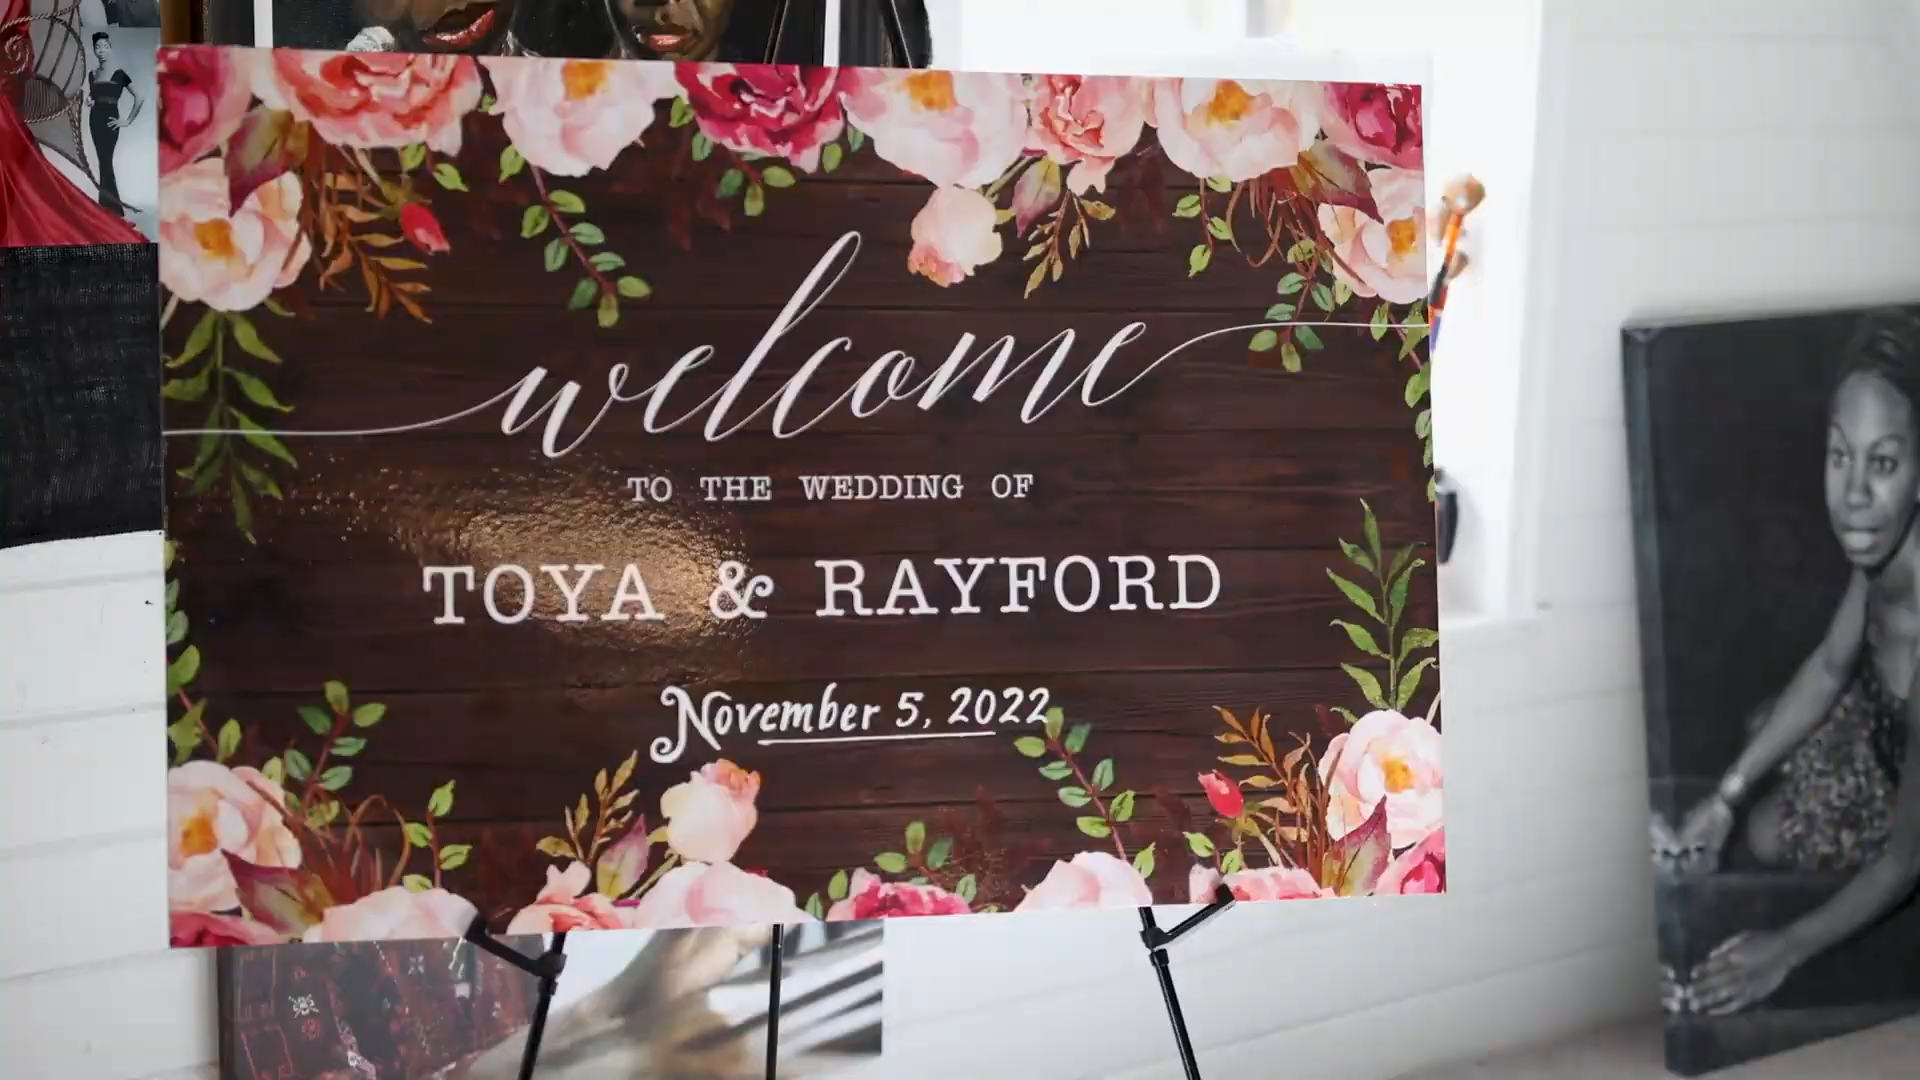 welcome
TO THE WEDDING OF
TOYA & RAYFORD
November 5, 2022